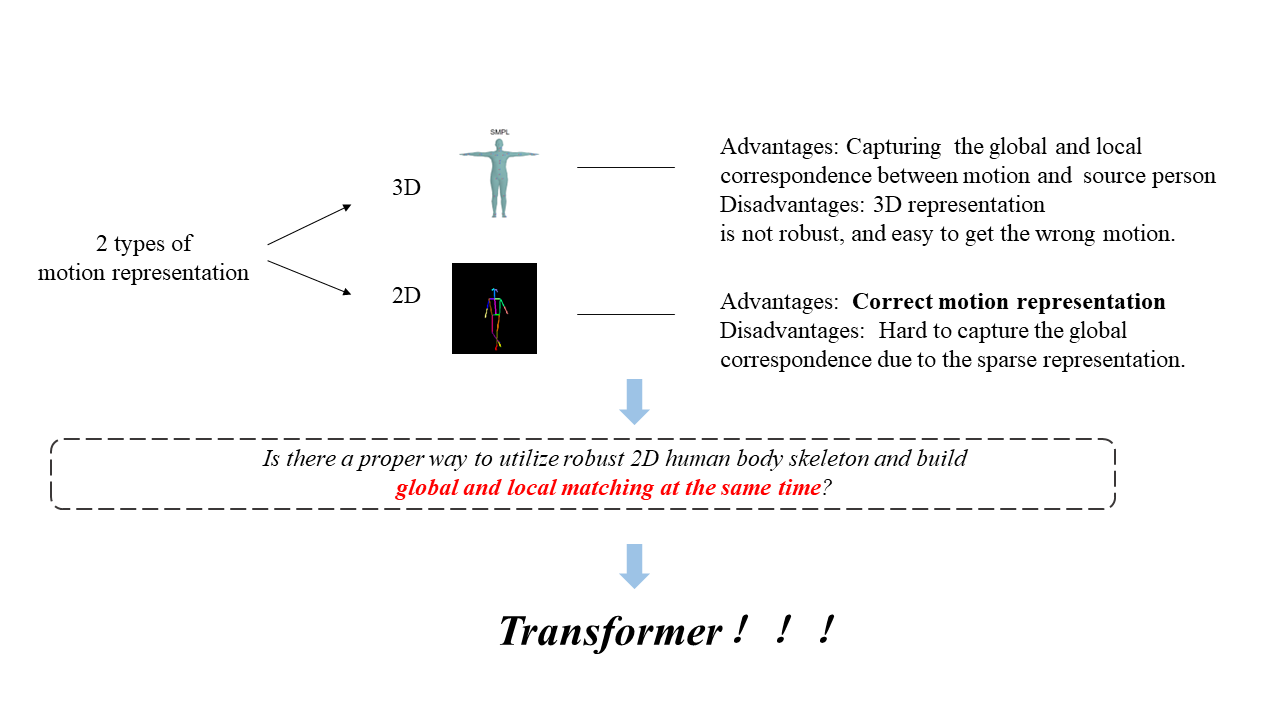 SMPL
3D
Advantages: Capturing the global and local
correspondence between motion and source person
Disadvantages: 3D representation
is not robust, and easy to get the wrong motion.
2 types of
motion representation
2D
Advantages: Correct motion representation
Disadvantages: Hard to capture the global
correspondence due to the sparse representation.
Is there a proper way to utilize robust 2D human body skeleton and build
global and local matching at the same time?
Transformer！！！